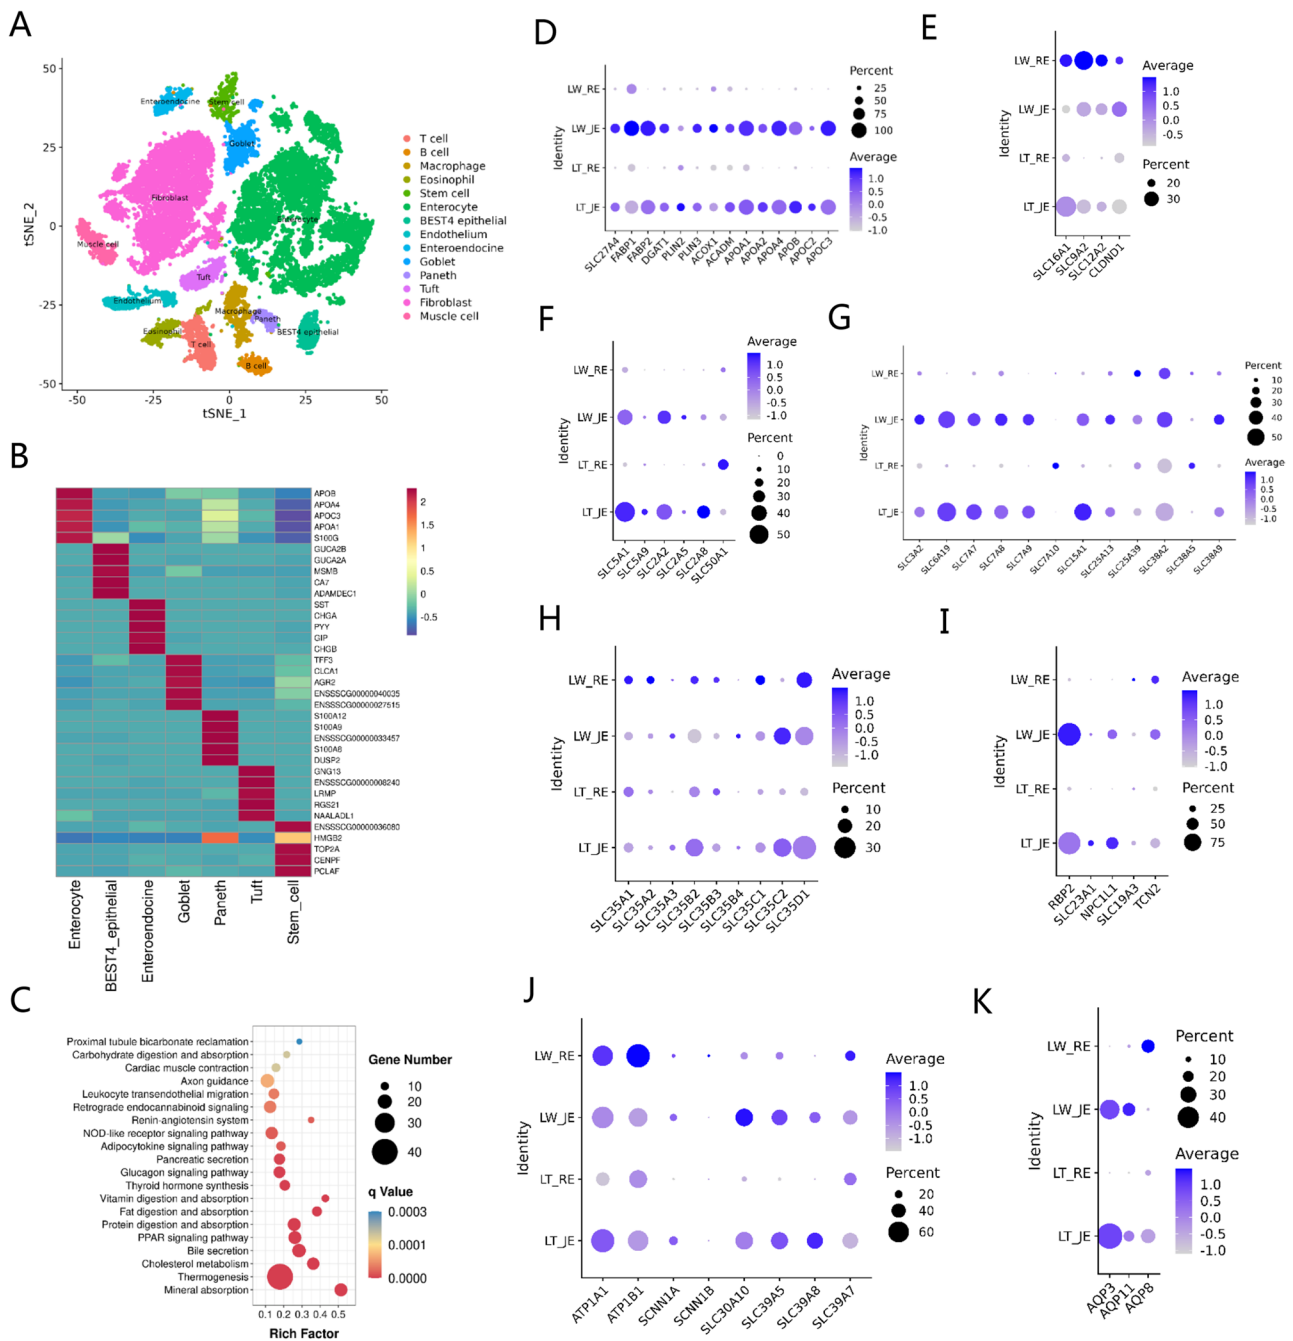 A
50
25
0
-25
-50
tSNE_2
-50
-25
0
25
50
tSNE_1
Enteroendocrine
Stem cell
Goblet
Fibroblast
Enterocyte
Muscle cell
Tuft
Endothelium
Macrophage
Paneth
Eosinophil
T cell
BEST4 epithelial
B cell
T cell
B cell
Macrophage
Eosinophil
Stem cell
Enterocyte
BEST4 epithelial
Endothelium
Enteroendocrine
Goblet
Paneth
Tuft
Fibroblast
Muscle cell
B
APOB
APOA4
APOC3
APOA1
S100G
GUCA2B
GUCA2A
MSMB
CA7
ADAMDEC1
SST
CHGA
PYY
GIP
CHGB
TFF3
CLCA1
AGR2
ENSSSCG00000040035
ENSSSCG00000027515
S100A12
S100A9
ENSSSCG00000033457
S100A8
DUSP2
GNG13
ENSSSCG00000008240
LRMP
RGS21
NAALADL1
ENSSSCG00000036080
HMGB2
TOP2A
CENPF
PCLAF
2
1.5
1
0.5
0
-0.5
Enterocyte
BEST4_epithelial
Enteroendocrine
Goblet
Paneth
Tuft
Stem_cell
C
Proximal tubule bicarbonate reclamation
Carbohydrate digestion and absorption
Cardiac muscle contraction
Axon guidance
Leukocyte transendothelial migration
Retrograde endocannabinoid signaling
Renin-angiotensin system
NOD-like receptor signaling pathway
Adipocytokine signaling pathway
Pancreatic secretion
Glucagon signaling pathway
Thyroid hormone synthesis
Vitamin digestion and absorption
Fat digestion and absorption
Protein digestion and absorption
PPAR signaling pathway
Bile secretion
Cholesterol metabolism
Thermogenesis
Mineral absorption
0.1 0.2 0.3 0.4 0.5
Rich Factor
Gene Number
10
20
30
40
q Value
0.0003
0.0001
0.0000
D
Identity
LW_RE
LW_JE
LT_RE
LT_JE
SLC27A4
FABP1
FABP2
DGAT1
PLIN2
PLIN3
ACOX1
ACADM
APOA1
APOA2
APOA4
APOB
APOC2
APOC3
Percent
25
50
75
100
Average
1.0
0.5
0.0
-0.5
-1.0
E
Identity
LW_RE
LW_JE
LT_RE
LT_JE
SLC16A1
SLC9A2
SLC12A2
CLDND1
Average
1.5
1.0
0.5
0.0
-0.5
Percent
20
30
F
Identity
LW_RE
LW_JE
LT_RE
LT_JE
SLC5A1
SLC5A9
SLC2A2
SLC2A5
SLC2A8
SLC50A1
Average
1.0
0.5
0.0
-0.5
-1.0
Percent
0
10
20
30
40
50
G
Identity
LW_RE
LW_JE
LT_RE
LT_JE
SLC3A2
SLC6A19
SLC7A7
SLC7A8
SLC7A9
SLC7A10
SLC15A1
SLC25A13
SLC25A39
SLC38A2
SLC38A5
SLC38A9
Percent
10
20
30
40
50
Average
1.0
0.5
0.0
-0.5
-1.0
H
Identity
LW_RE
LW_JE
LT_RE
LT_JE
SLC35A1
SLC35A2
SLC35A3
SLC35B2
SLC35B3
SLC35B4
SLC35C1
SLC35C2
SLC35D1
Average
1.0
0.5
0.0
-0.5
-1.0
Percent
10
20
30
I
Identity
LW_RE
LW_JE
LT_RE
LT_JE
RBP2
SLC23A1
NPC1L1
SLC19A3
TCN2
Average
1.0
0.5
0.0
-0.5
-1.0
Percent
25
50
75
J
Identity
LW_RE
LW_JE
LT_RE
LT_JE
ATP1A1
ATP1B1
SCNN1A
SCNN1B
SLC30A10
SLC39A5
SLC39A8
SLC39A7
Average
1.0
0.5
0.0
-0.5
-1.0
Percent
20
40
60
K
Identity
LW_RE
LW_JE
LT_RE
LT_JE
AQP3
AQP11
AQP8
Percent
10
20
30
40
Average
1.0
0.5
0.0
-0.5
-1.0